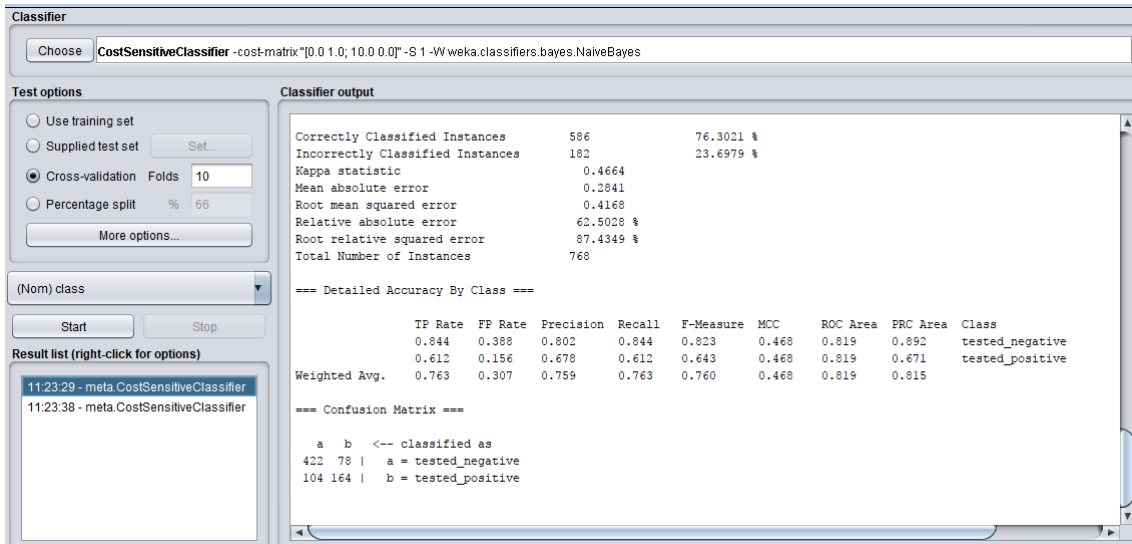 Classifier
Choose CostSensitiveClassifier -cost-matrix "[0.0 1.0; 10.0 0.0]" -S 1 -W weka.classifiers.bayes.NaiveBayes
Test options
Use training set
Supplied test set Set...
Cross-validation Folds 10
Percentage split % 66
More options...
(Nom) class
Start Stop
Result list (right-click for options)
11:23:29 - meta.CostSensitiveClassifier
11:23:38 - meta.CostSensitiveClassifier
Classifier output
Correctly Classified Instances 586 76.3021 %
Incorrectly Classified Instances 182 23.6979 %
Kappa statistic 0.4664
Mean absolute error 0.2841
Root mean squared error 0.4168
Relative absolute error 62.5028 %
Root relative squared error 87.4349 %
Total Number of Instances 768
=== Detailed Accuracy By Class ===
TP Rate FP Rate Precision Recall F-Measure MCC ROC Area PRC Area Class
0.844 0.388 0.802 0.844 0.823 0.468 0.819 0.892 tested_negative
0.612 0.156 0.678 0.612 0.643 0.468 0.819 0.671 tested_positive
Weighted Avg. 0.763 0.307 0.759 0.763 0.760 0.468 0.819 0.815
=== Confusion Matrix ===
a b <-- classified as
422 78 | a = tested_negative
104 164 | b = tested_positive